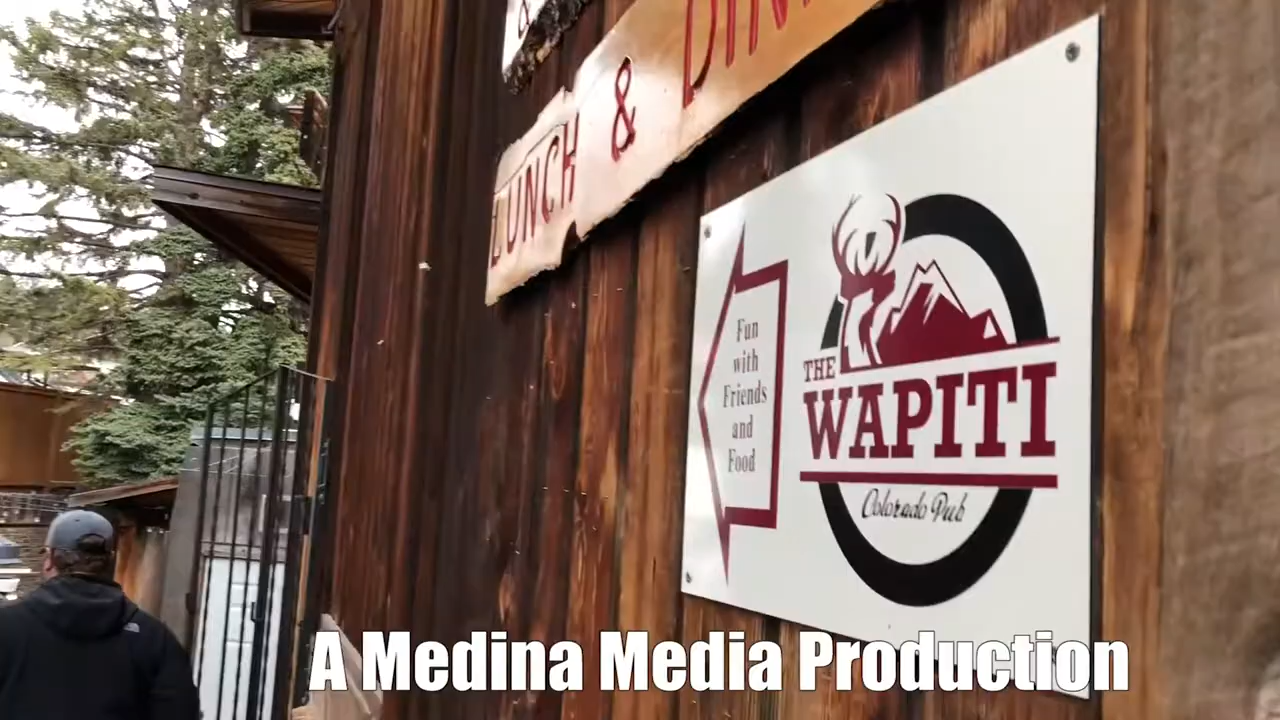 LUNCH &
Fun
with
Friends
and
Food
THE
WAPITI
Colorado Pub
A Medina Media Production